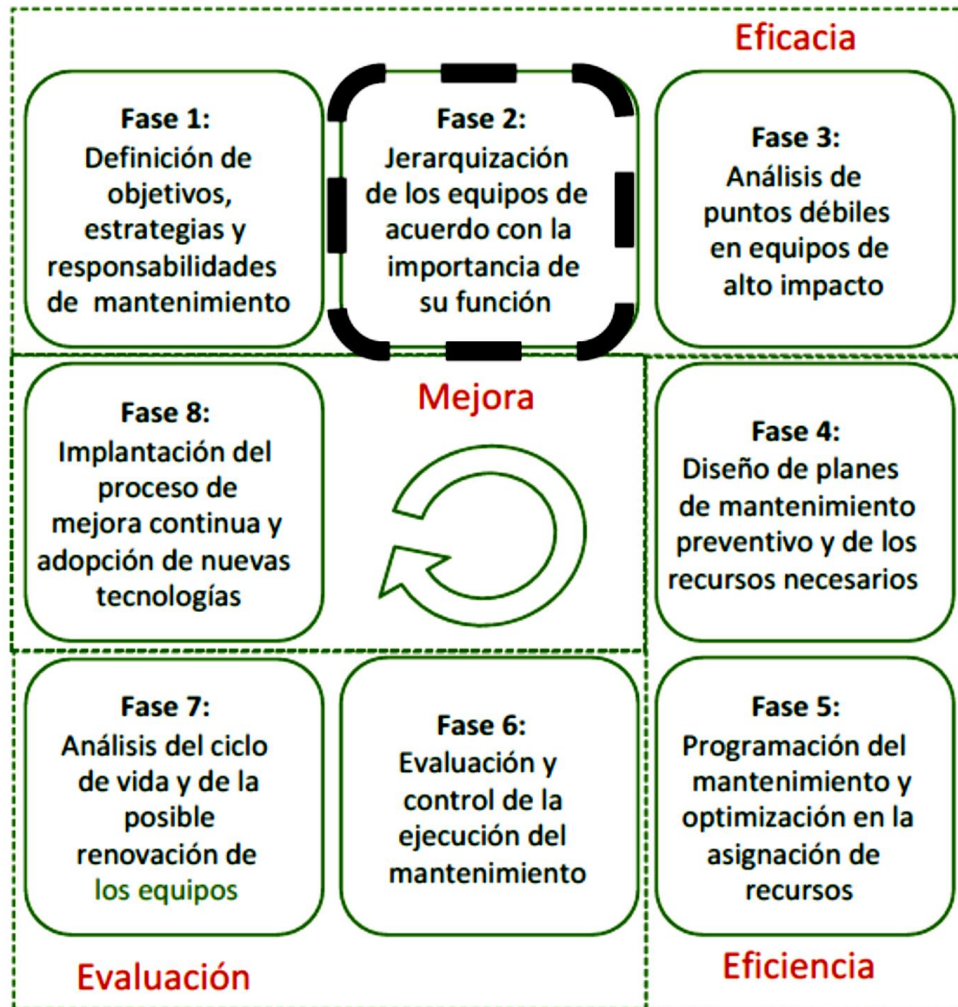 Eficacia
Fase 1:
Definición de
objetivos,
estrategias y
responsabilidades
de mantenimiento
Fase 2:
Jerarquización
de los equipos de
acuerdo con la
importancia de
su función
Fase 3:
Análisis de
puntos débiles
en equipos de
alto impacto
Mejora
Fase 8:
Implantación del
proceso de
mejora continua y
adopción de nuevas
tecnologías
Fase 4:
Diseño de planes
de mantenimiento
preventivo y de los
recursos necesarios
Fase 7:
Análisis del ciclo
de vida y de la
posible
renovación de
los equipos
Fase 6:
Evaluación y
control de la
ejecución del
mantenimiento
Fase 5:
Programación del
mantenimiento y
optimización en la
asignación de
recursos
Evaluación
Eficiencia